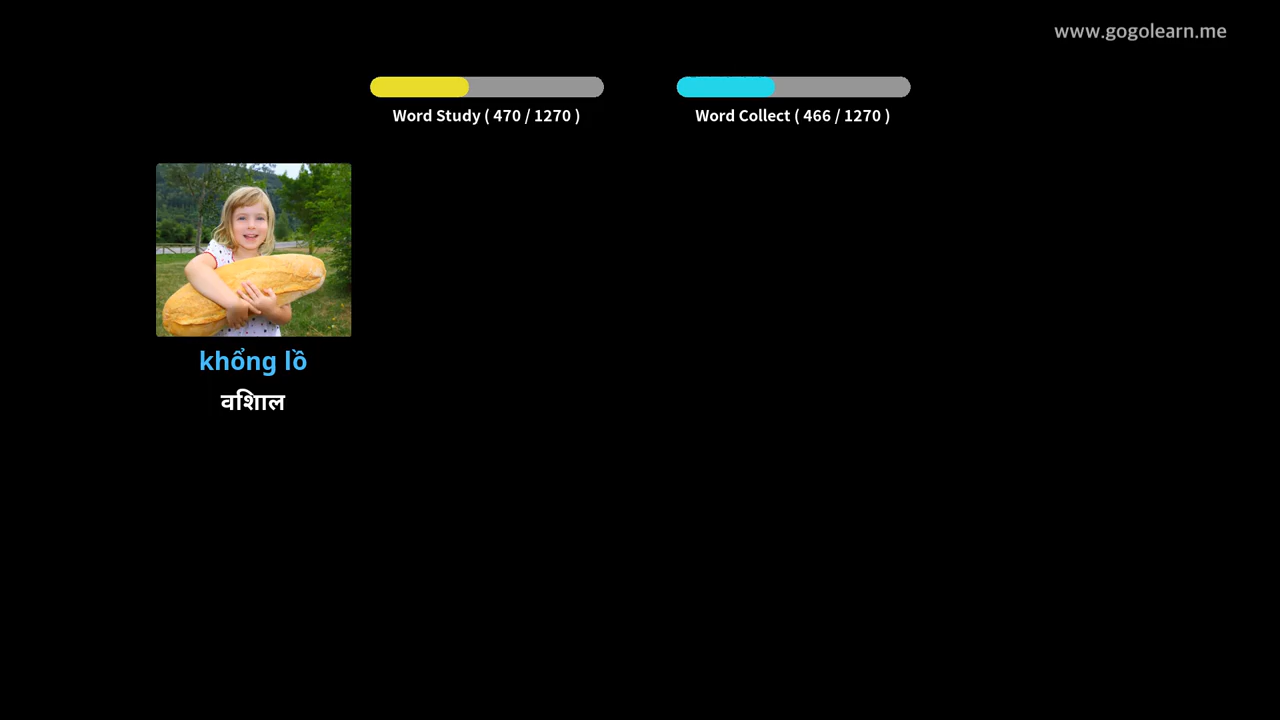 www.gogolearn.me
Word Study ( 470 / 1270 )
Word Collect ( 466 / 1270 )
khổng lồ
वशिाल